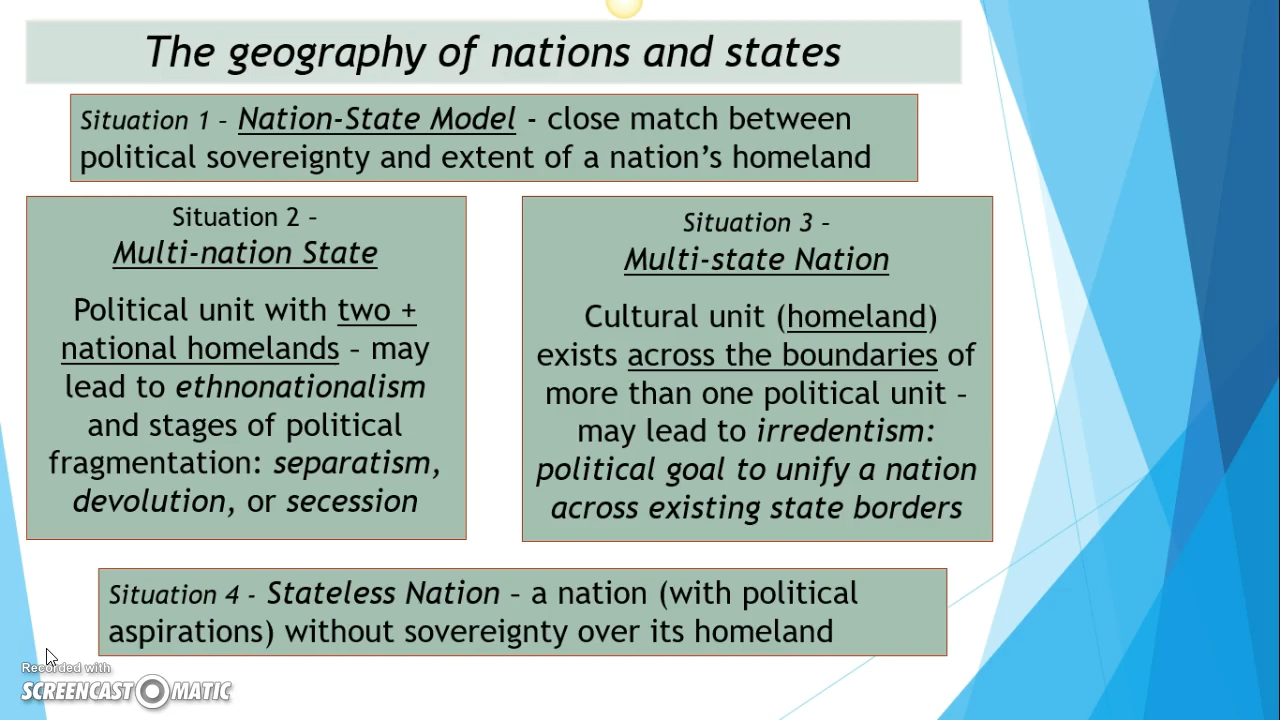 The geography of nations and states
Situation 1 – Nation-State Model - close match between
political sovereignty and extent of a nation’s homeland
Situation 2 –
Multi-nation State
Political unit with two +
national homelands – may
lead to ethnonationalism
and stages of political
fragmentation: separatism,
devolution, or secession
Situation 3 –
Multi-state Nation
Cultural unit (homeland)
exists across the boundaries of
more than one political unit –
may lead to irredentism:
political goal to unify a nation
across existing state borders
Situation 4 - Stateless Nation – a nation (with political
aspirations) without sovereignty over its homeland
Recorded with
SCREENCAST MATIC